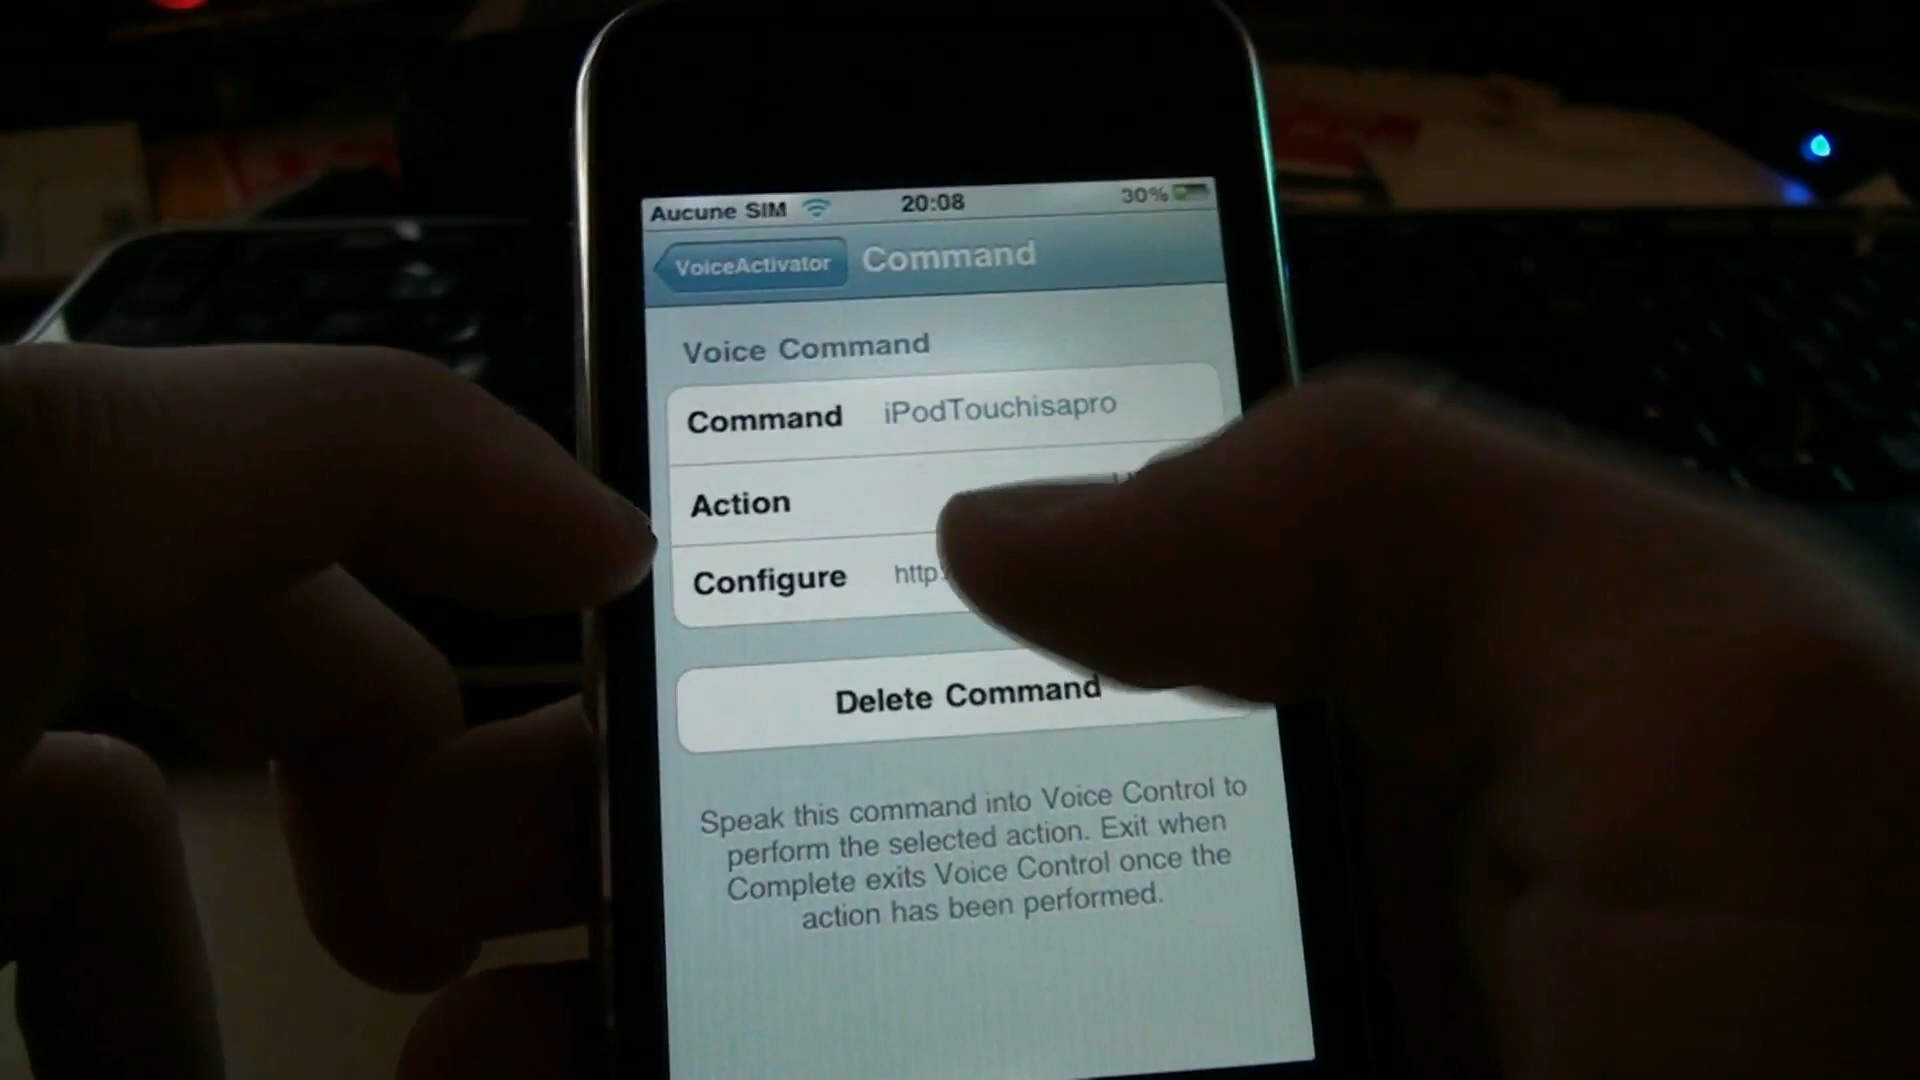 Aucune SIM 20:08 30%
VoiceActivator Command
Voice Command
Command iPodTouchisapro
Action
Configure http:
Delete Command
Speak this command into Voice Control to
perform the selected action. Exit when
Complete exits Voice Control once the
action has been performed.